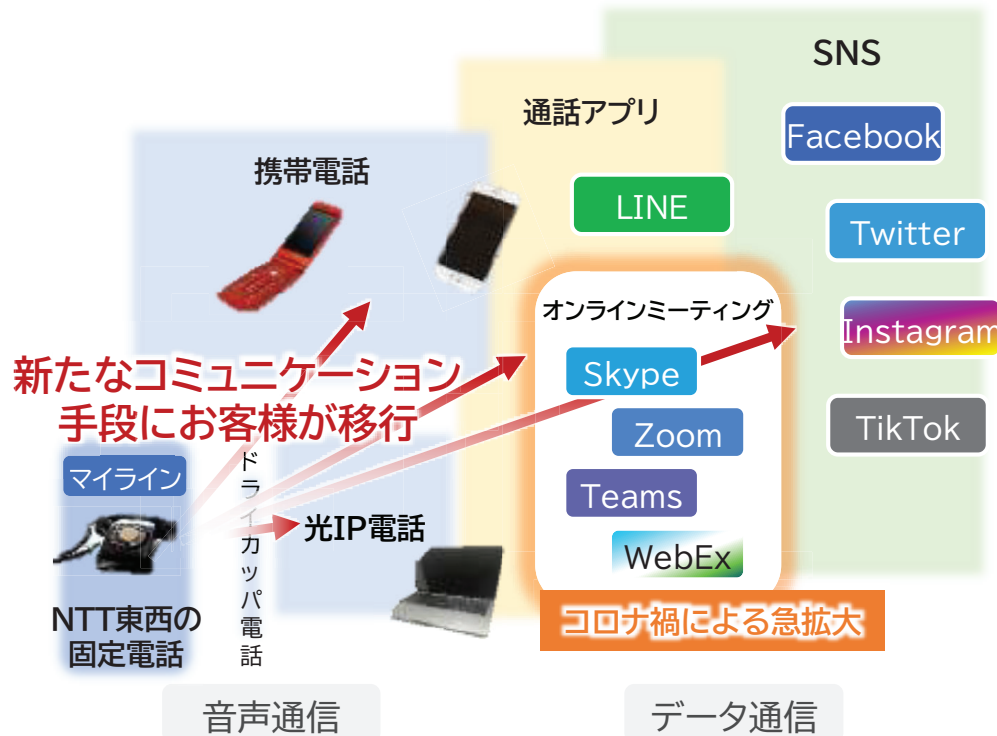 SNS
通話アプリ
Facebook
携帯電話
LINE
Twitter
オンラインミーティング
Instagram
新たなコミュニケーション
手段にお客様が移行
Skype
Zoom
TikTok
マイライン
ドライカッパ電話
Teams
光IP電話
WebEx
NTT東西の
固定電話
コロナ禍による急拡大
音声通信
データ通信